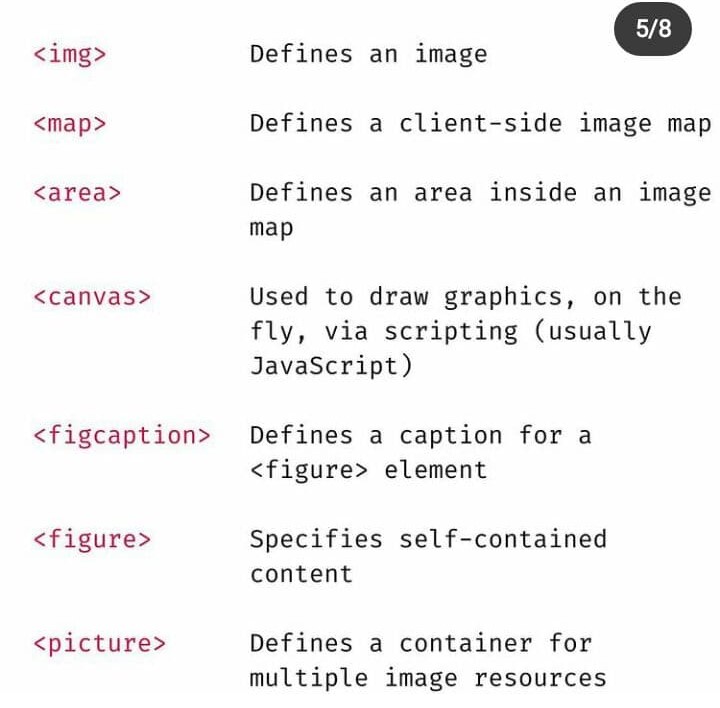 5/8
<img> Defines an image
<map> Defines a client-side image map
<area> Defines an area inside an image
map
<canvas> Used to draw graphics, on the
fly, via scripting (usually
JavaScript)
<figcaption> Defines a caption for a
<figure> element
<figure> Specifies self-contained
content
<picture> Defines a container for
multiple image resources